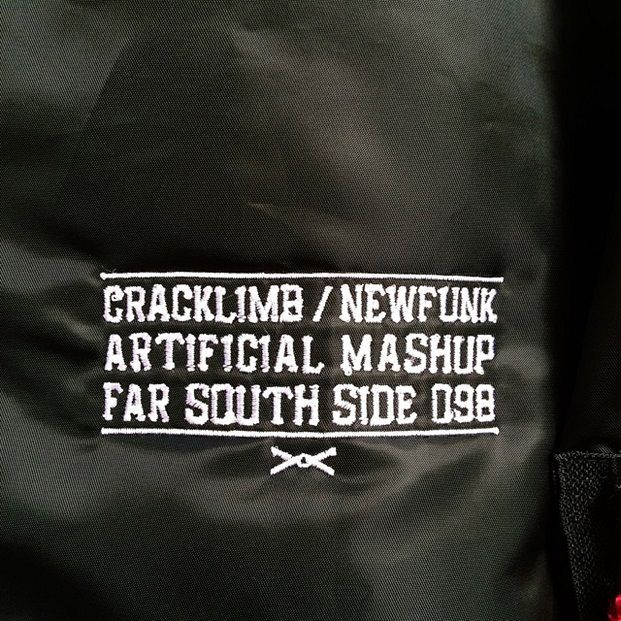 CRACKLIMB / NEWFUNK
ARTIFICIAL MASHUP
FAR SOUTH SIDE 098